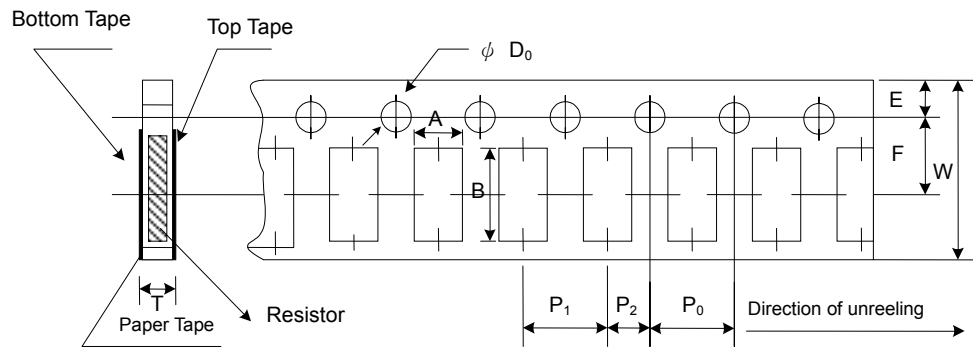 Bottom Tape
Top Tape
ψ D₀
E
A
F
W
B
T
P₁
P₂
P₀
Direction of unreeling
Resistor
Paper Tape